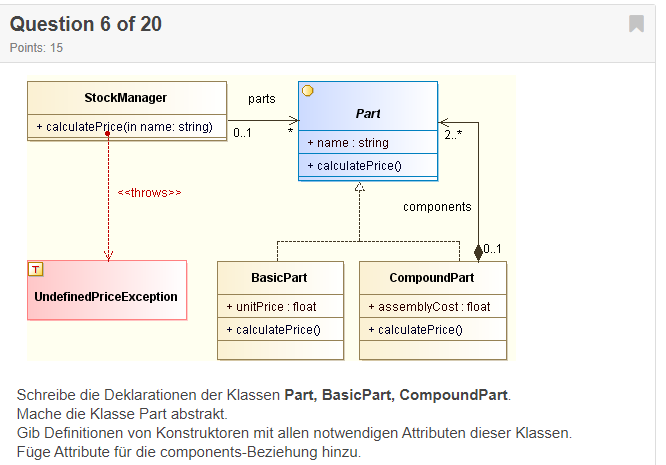 Question 6 of 20
Points: 15
StockManager
+ calculatePrice(in name: string)
parts
0..1
*
Part
+ name : string
+ calculatePrice()
2..*
<<throws>>
components
0..1
T
UndefinedPriceException
BasicPart
+ unitPrice : float
+ calculatePrice()
CompoundPart
+ assemblyCost : float
+ calculatePrice()
Schreibe die Deklarationen der Klassen Part, BasicPart, CompoundPart.
Mache die Klasse Part abstrakt.
Gib Definitionen von Konstruktoren mit allen notwendigen Attributen dieser Klassen.
Füge Attribute für die components-Beziehung hinzu.